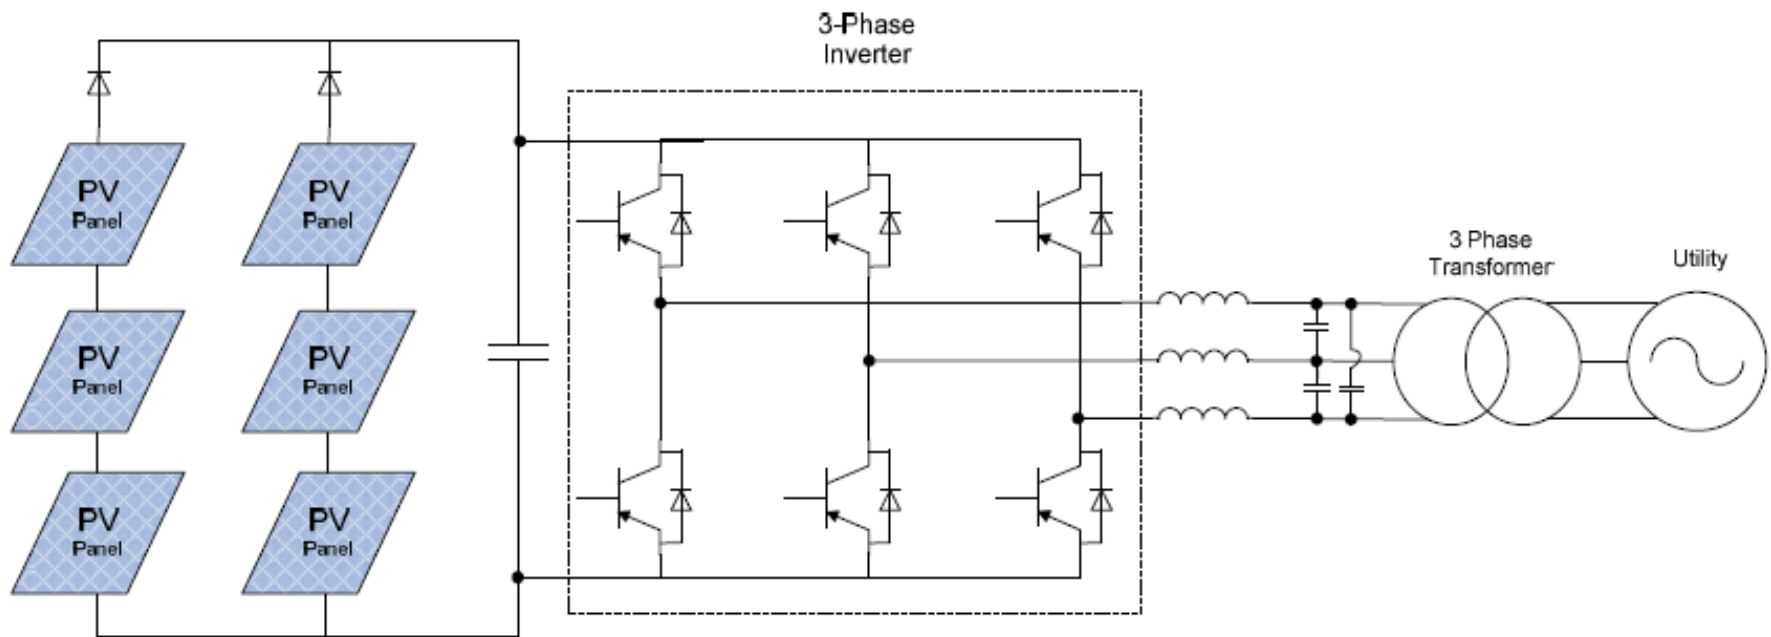 3-Phase
Inverter
PV
Panel
PV
Panel
PV
Panel
PV
Panel
PV
Panel
PV
Panel
3 Phase
Transformer
Utility